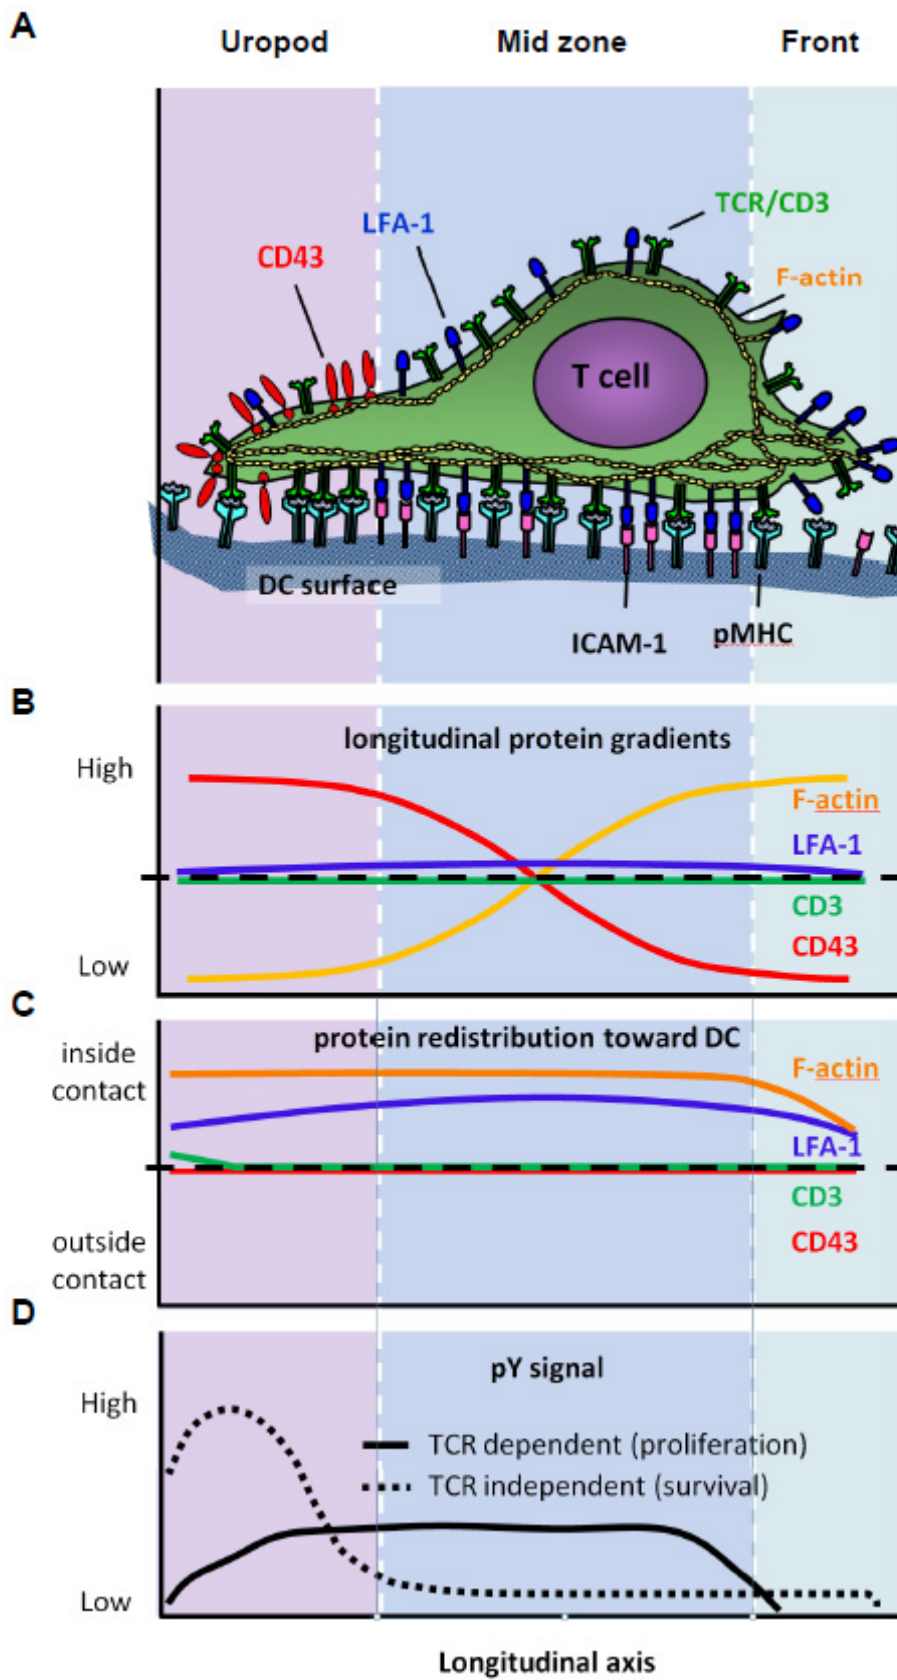 A
Uropod Mid zone Front
TCR/CD3
LFA-1
CD43
F-actin
T cell
DC surface
ICAM-1
pMHC
B
longitudinal protein gradients
High
F-actin
LFA-1
CD3
CD43
Low
C
protein redistribution toward DC
inside
contact
F-actin
LFA-1
CD3
CD43
outside
contact
D
pY signal
High
TCR dependent (proliferation)
TCR independent (survival)
Low
Longitudinal axis